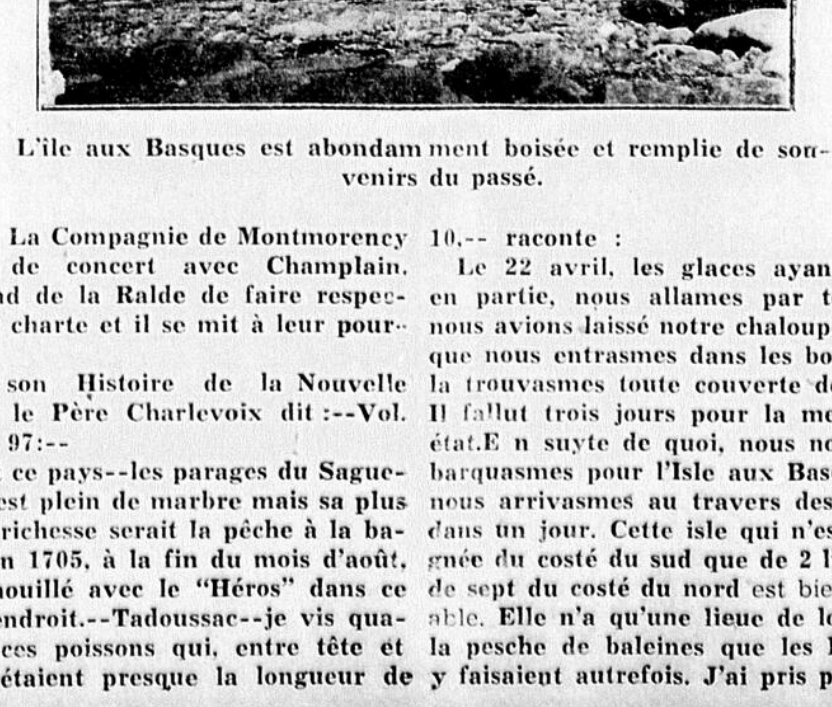 L'île aux Basques est abondam ment boisée et remplie de sou-
venirs du passé.
La Compagnie de Montmorency
de concert avec Champlain,
de la Ralde de faire respec-
charte et il se mit à leur pour-
son Histoire de la Nouvelle
le Père Charlevoix dit :--Vol.
97:--
ce pays--les parages du Sague-
est plein de marbre mais sa plus
richesse serait la pêche à la ba-
n 1705, à la fin du mois d'août,
nouillé avec le "Héros" dans ce
endroit.--Tadoussac--je vis qua-
ces poissons qui, entre tête et
étaient presque la longueur de
10,-- raconte :
Le 22 avril, les glaces ayan
en partie, nous allames par t
nous avions laissé notre chaloup
que nous entrasmes dans les bo
la trouvasmes toute couverte de
Il fallut trois jours pour la me
état.E n suyte de quoi, nous no
barquasmes pour l'Isle aux Bas
nous arrivasmes au travers des
dans un jour. Cette isle qui n'es
gnée du costé du sud que de 2 l
de sept du costé du nord est bie
able. Elle n'a qu'une lieue de lo
la pesche de baleines que les
y faisaient autrefois. J'ai pris p